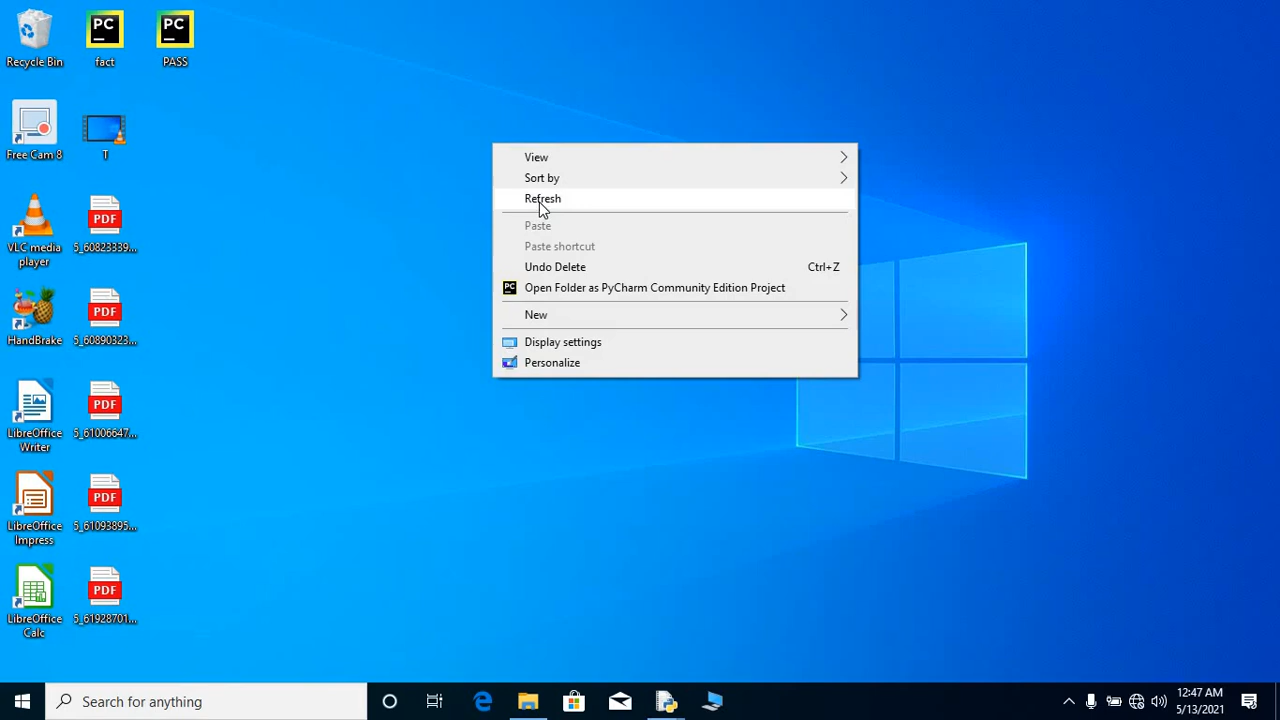 Recycle Bin
fact
PASS
Free Cam 8
T
VLC media
player
5_60823339...
HandBrake
5_60890323...
LibreOffice
Writer
5_61006647...
LibreOffice
Impress
5_61093895...
LibreOffice
Calc
5_61928701...
View
Sort by
Refresh
Paste
Paste shortcut
Undo Delete Ctrl+Z
Open Folder as PyCharm Community Edition Project
New
Display settings
Personalize
Search for anything
12:47 AM
5/13/2021